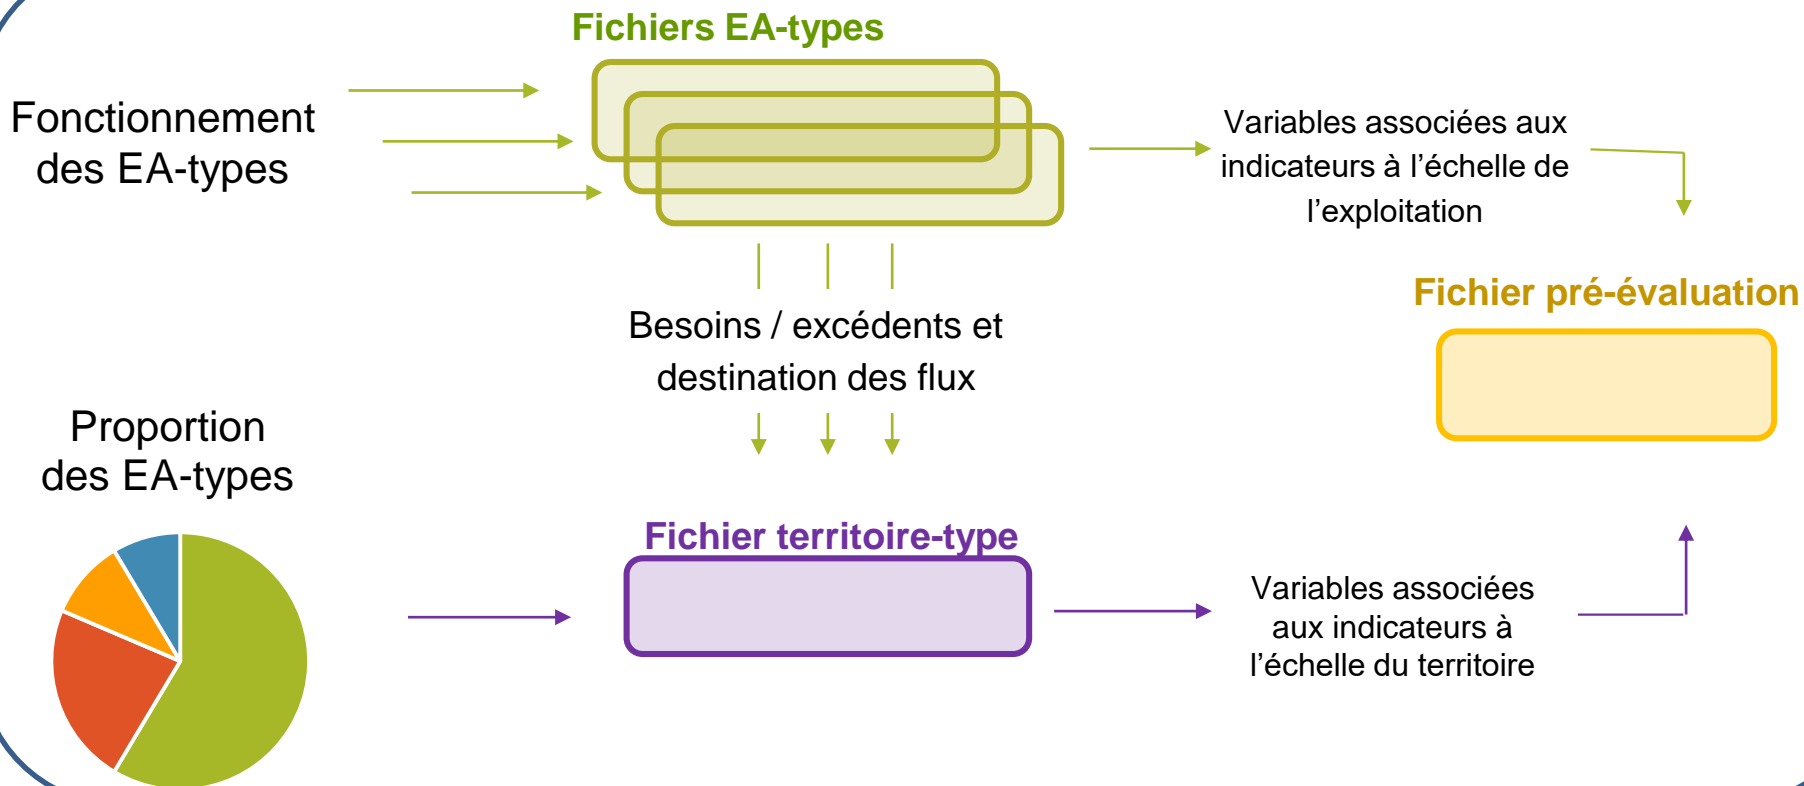 Fichiers EA-types
Fonctionnement
des EA-types
Variables associées aux
indicateurs à l’échelle de
l’exploitation
Fichier pré-évaluation
Besoins / excédents et
destination des flux
Proportion
des EA-types
Fichier territoire-type
Variables associées
aux indicateurs à
l’échelle du territoire